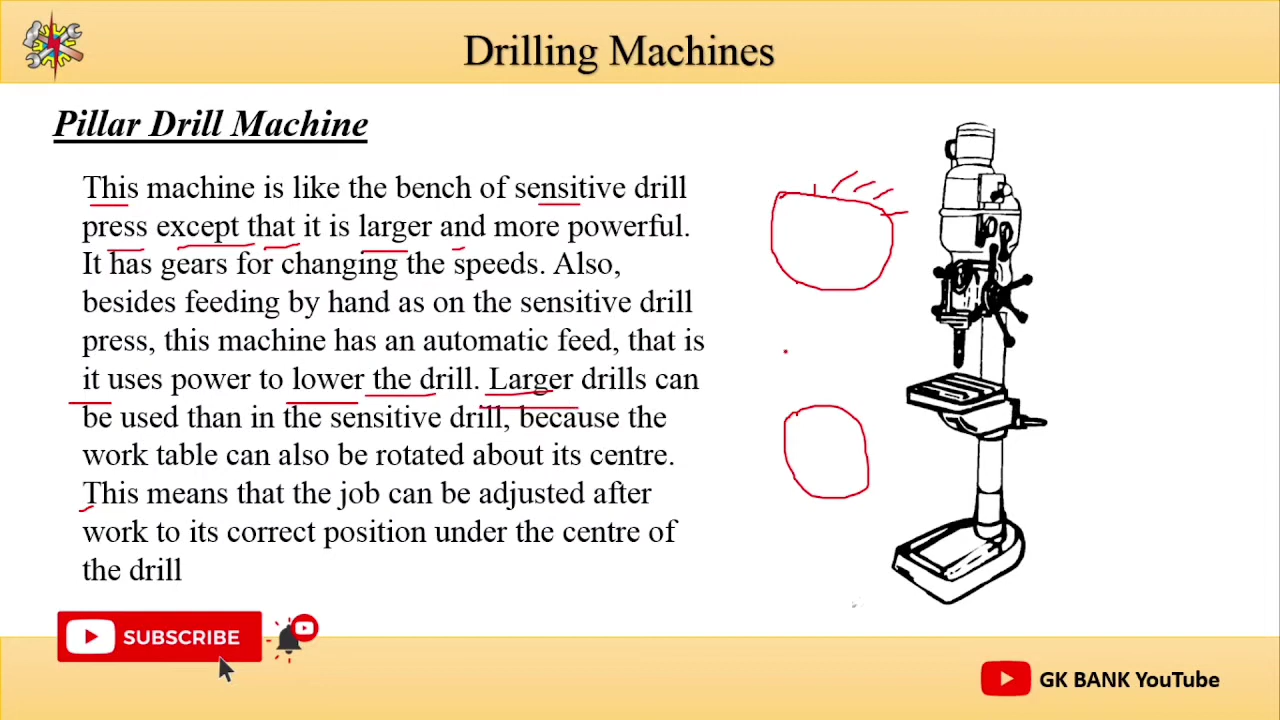 Drilling Machines
Pillar Drill Machine
This machine is like the bench of sensitive drill
press except that it is larger and more powerful.
It has gears for changing the speeds. Also,
besides feeding by hand as on the sensitive drill
press, this machine has an automatic feed, that is
it uses power to lower the drill. Larger drills can
be used than in the sensitive drill, because the
work table can also be rotated about its centre.
This means that the job can be adjusted after
work to its correct position under the centre of
the drill
SUBSCRIBE
GK BANK YouTube